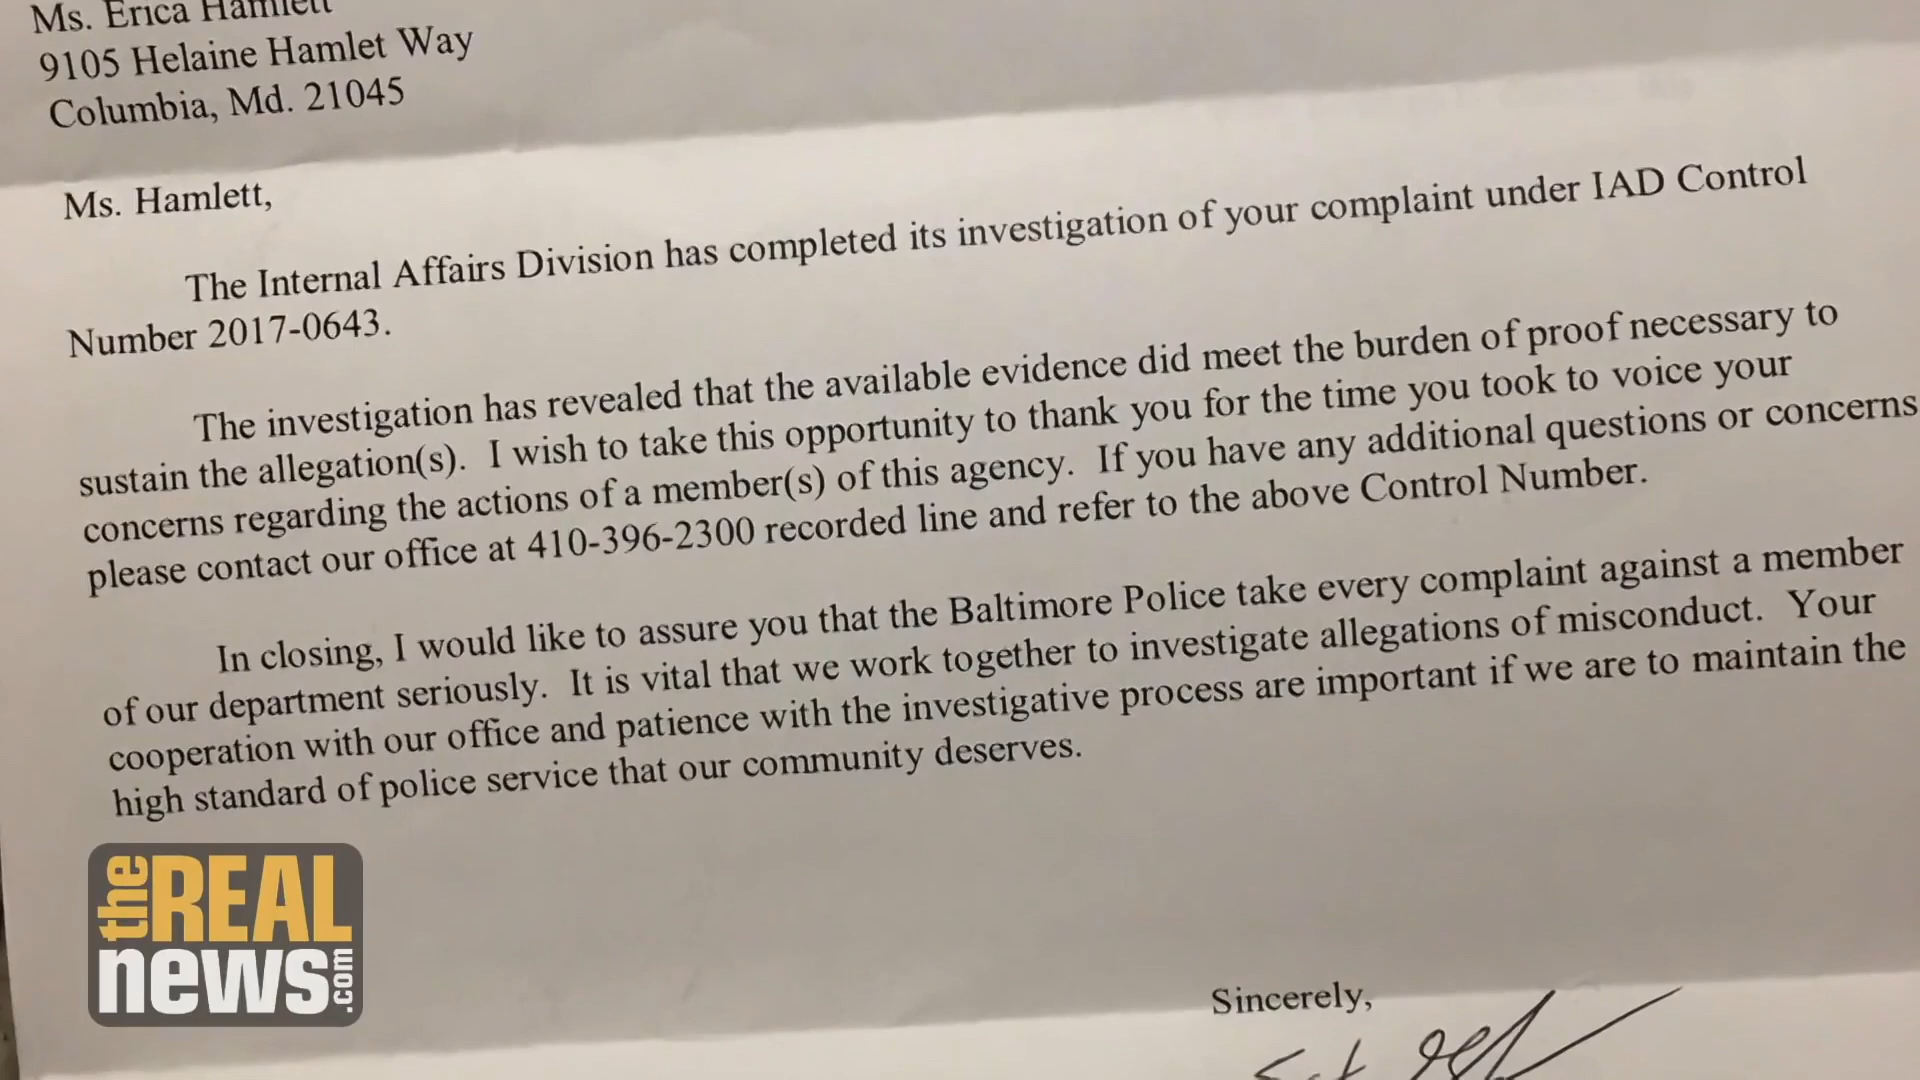 Ms. Erica Hamlett
9105 Helaine Hamlet Way
Columbia, Md. 21045
Ms. Hamlett,
The Internal Affairs Division has completed its investigation of your complaint under IAD Control
Number 2017-0643.
The investigation has revealed that the available evidence did meet the burden of proof necessary to
sustain the allegation(s). I wish to take this opportunity to thank you for the time you took to voice your
concerns regarding the actions of a member(s) of this agency. If you have any additional questions or concerns
please contact our office at 410-396-2300 recorded line and refer to the above Control Number.
In closing, I would like to assure you that the Baltimore Police take every complaint against a member
of our department seriously. It is vital that we work together to investigate allegations of misconduct. Your
cooperation with our office and patience with the investigative process are important if we are to maintain the
high standard of police service that our community deserves.
the REAL
news.com
Sincerely,